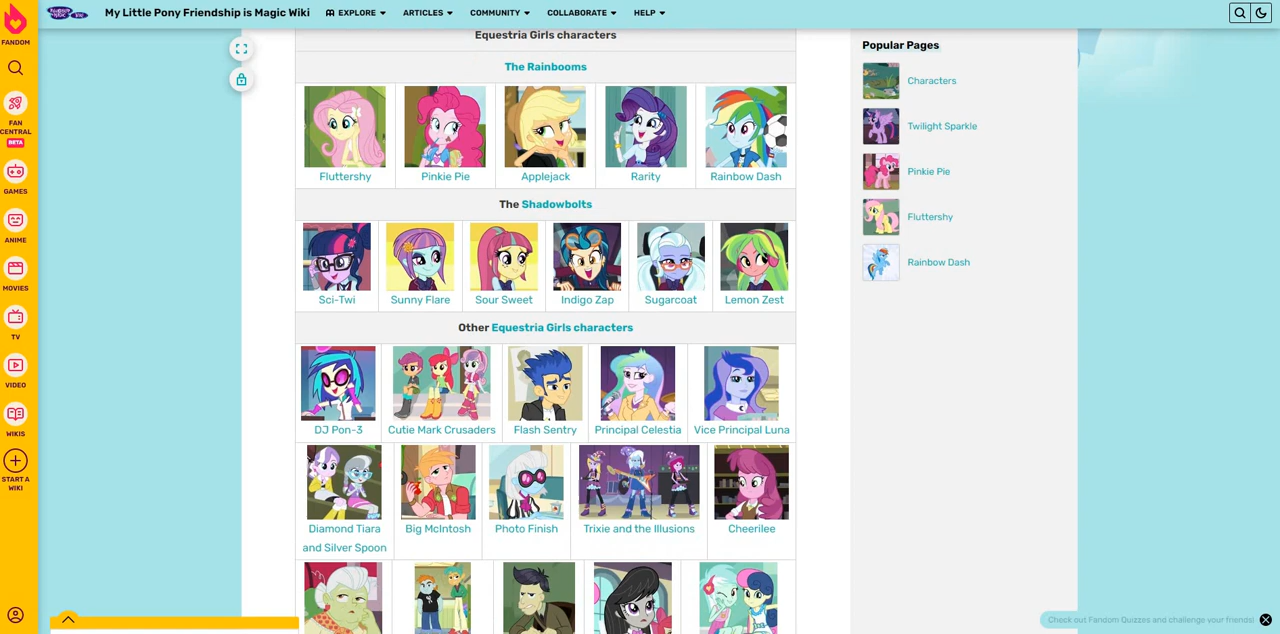 My Little Pony Friendship is Magic Wiki
EXPLORE
ARTICLES
COMMUNITY
COLLABORATE
HELP
FANDOM
FAN
CENTRAL
BETA
GAMES
ANIME
MOVIES
TV
VIDEO
WIKIS
START A
WIKI
Equestria Girls characters
The Rainbooms
Fluttershy
Pinkie Pie
Applejack
Rarity
Rainbow Dash
The Shadowbolts
Sci-Twi
Sunny Flare
Sour Sweet
Indigo Zap
Sugarcoat
Lemon Zest
Other Equestria Girls characters
DJ Pon-3
Cutie Mark Crusaders
Flash Sentry
Principal Celestia
Vice Principal Luna
Diamond Tiara
and Silver Spoon
Big McIntosh
Photo Finish
Trixie and the Illusions
Cheerilee
Popular Pages
Characters
Twilight Sparkle
Pinkie Pie
Fluttershy
Rainbow Dash
Check out Fandom Quizzes and challenge your friends!